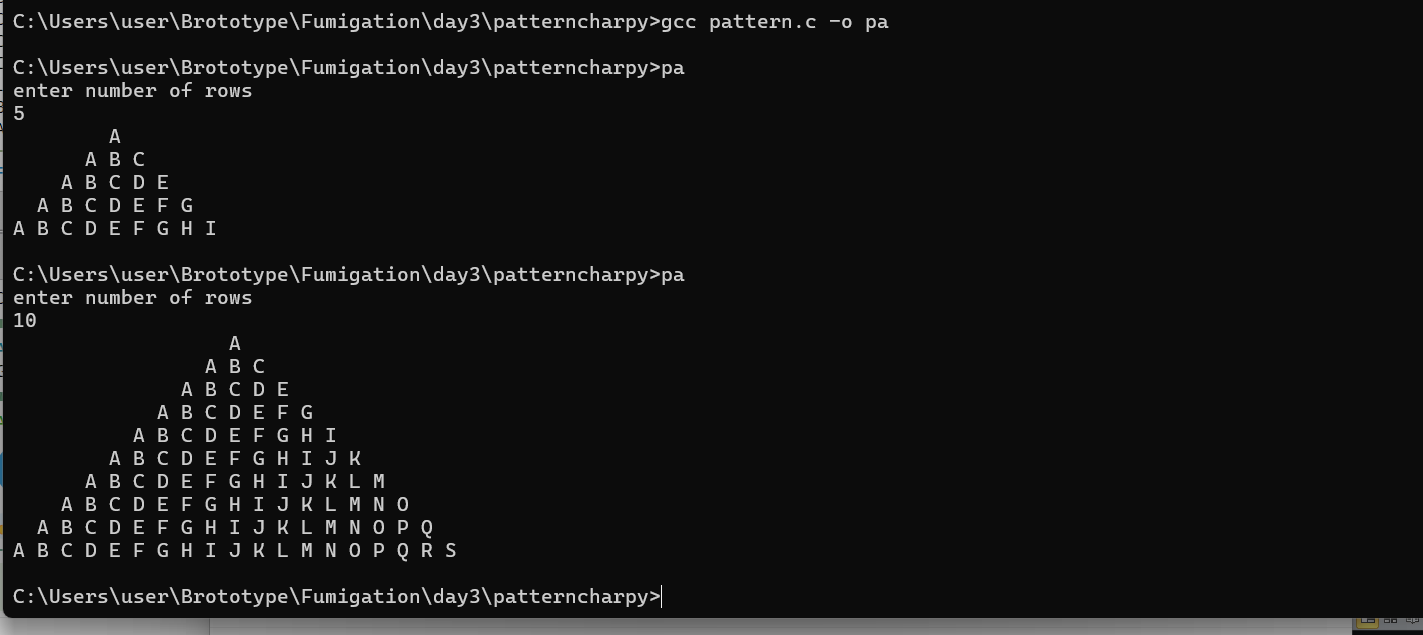 C:\Users\user\Brototype\Fumigation\day3\patterncharpy>gcc pattern.c -o pa
C:\Users\user\Brototype\Fumigation\day3\patterncharpy>pa
enter number of rows
5
A
A B C
A B C D E
A B C D E F G
A B C D E F G H I
C:\Users\user\Brototype\Fumigation\day3\patterncharpy>pa
enter number of rows
10
A
A B C
A B C D E
A B C D E F G
A B C D E F G H I
A B C D E F G H I J K
A B C D E F G H I J K L M
A B C D E F G H I J K L M N O
A B C D E F G H I J K L M N O P Q
A B C D E F G H I J K L M N O P Q R S
C:\Users\user\Brototype\Fumigation\day3\patterncharpy>